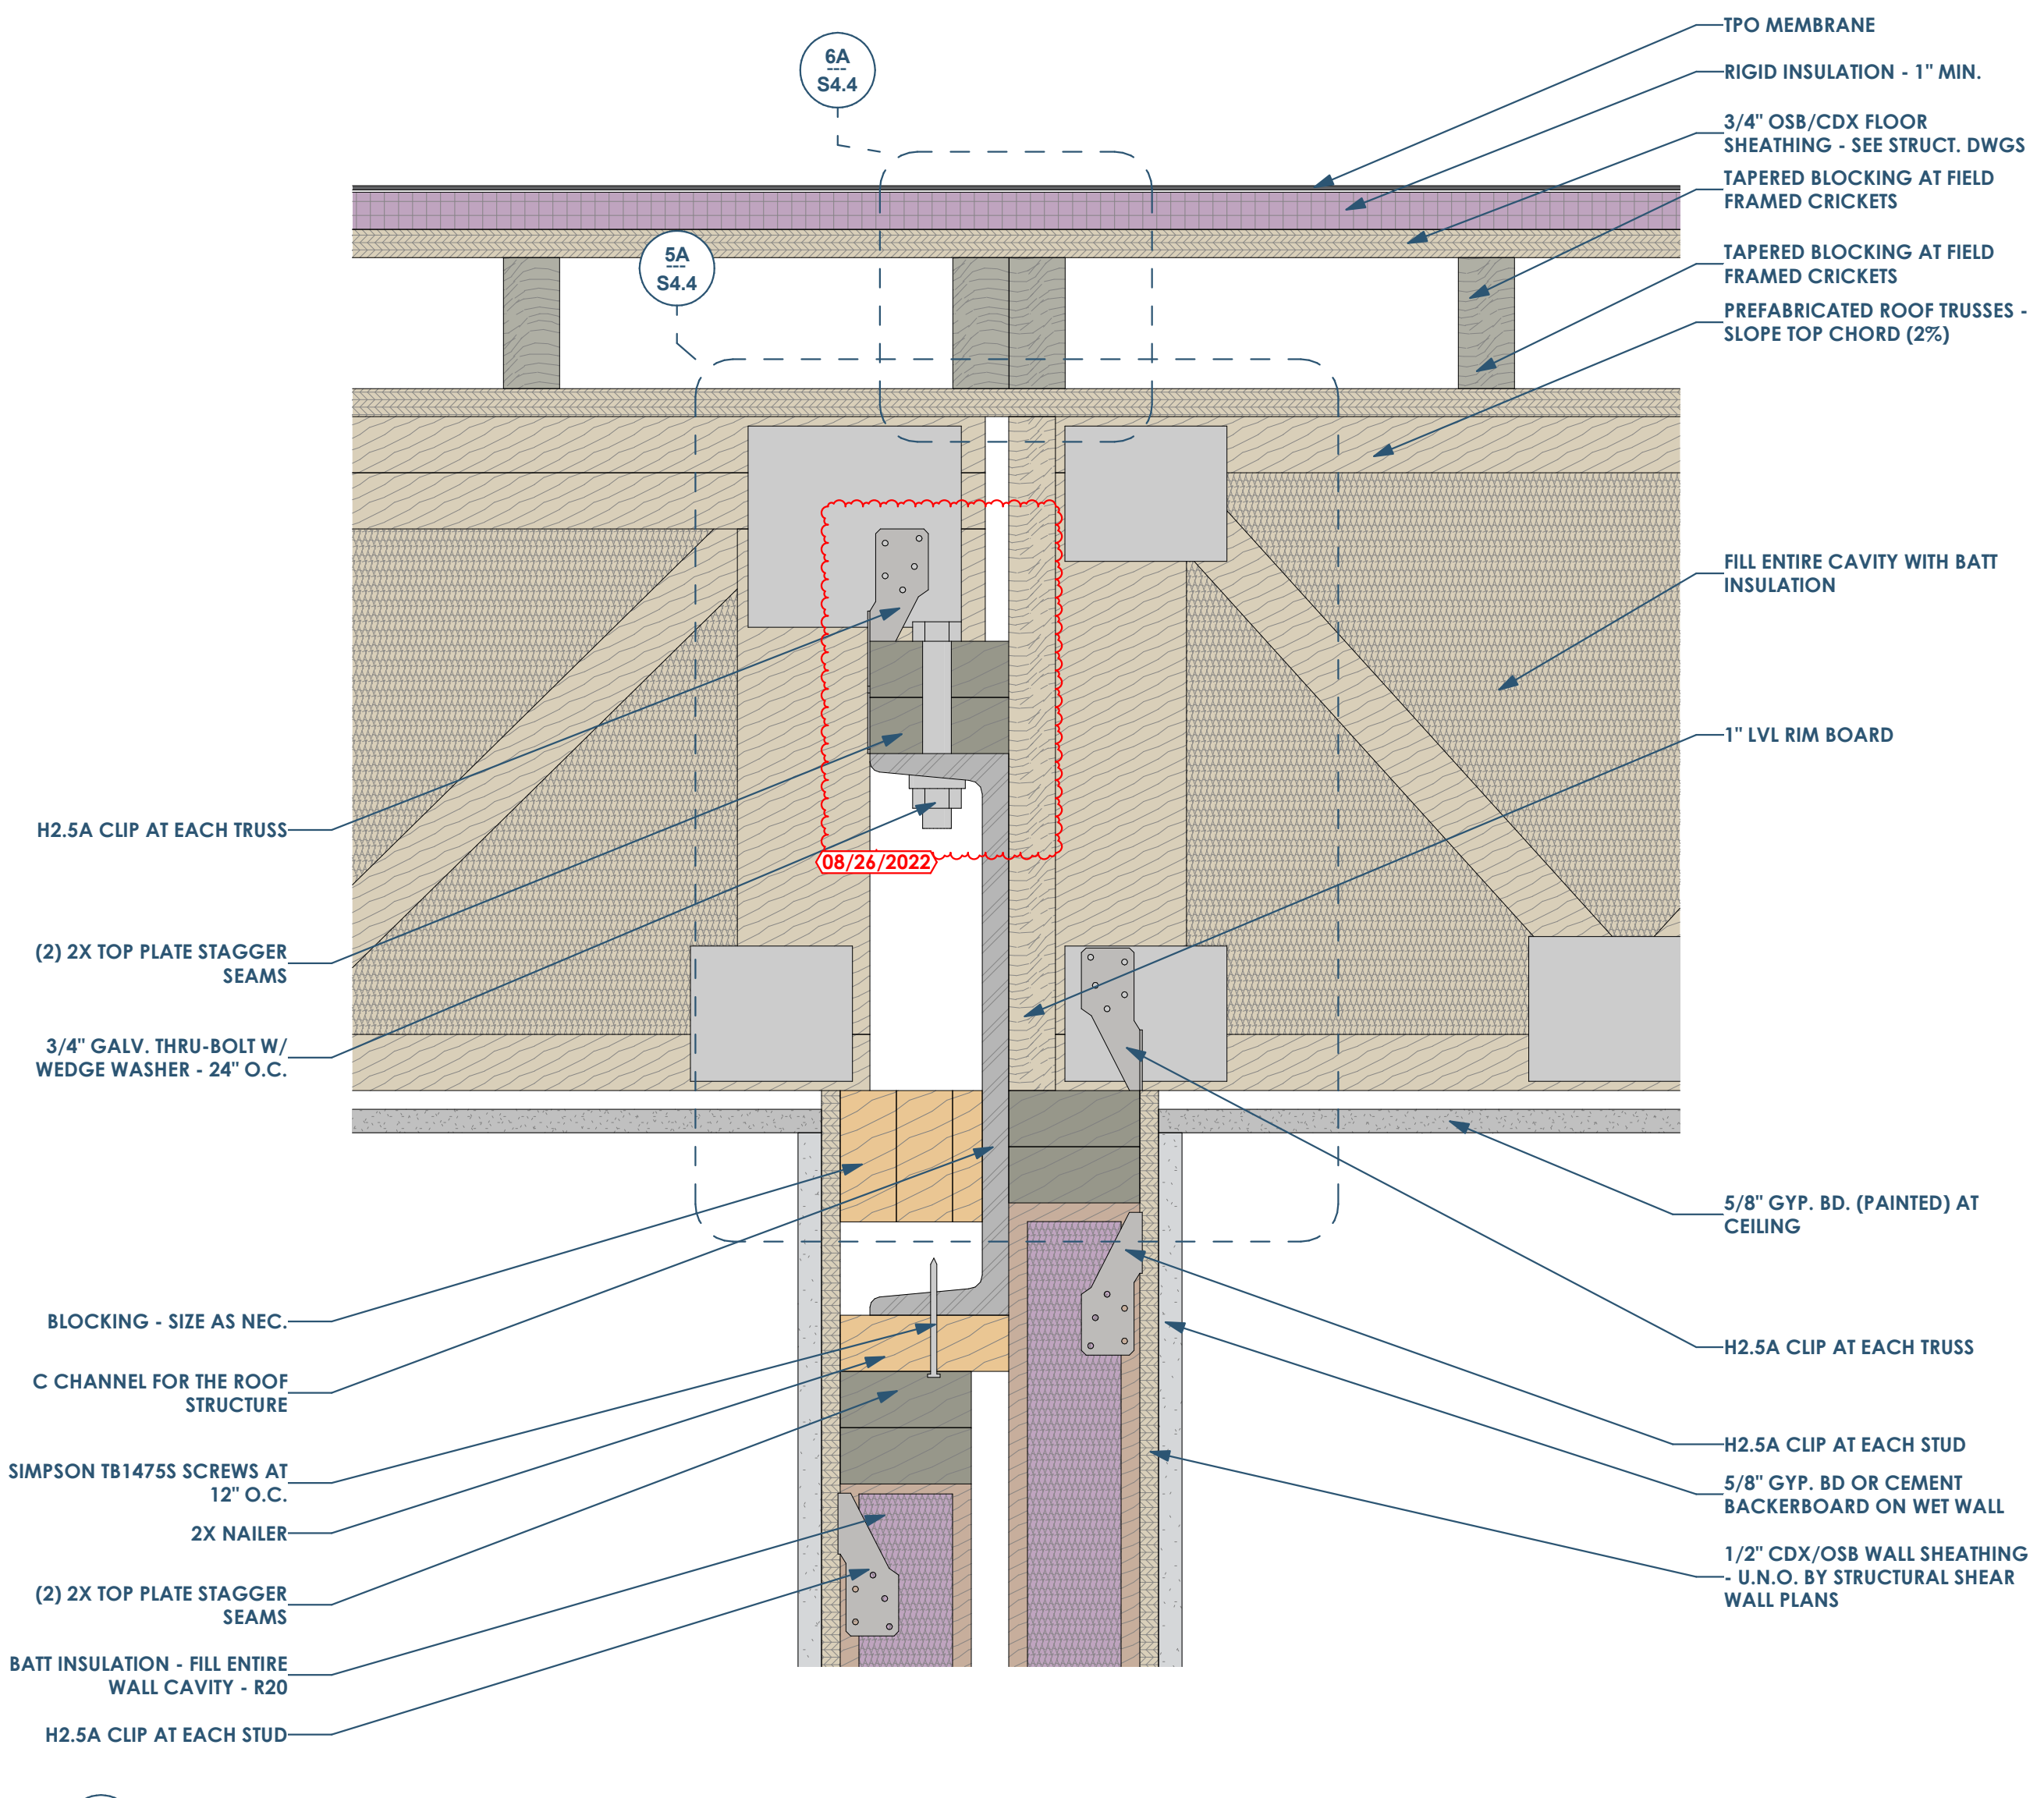 6A
S4.4
5A
S4.4
TPO MEMBRANE
RIGID INSULATION - 1" MIN.
3/4" OSB/CDX FLOOR
SHEATHING - SEE STRUCT. DWGS
TAPERED BLOCKING AT FIELD
FRAMED CRICKETS
TAPERED BLOCKING AT FIELD
FRAMED CRICKETS
PREFABRICATED ROOF TRUSSES -
SLOPE TOP CHORD (2%)
FILL ENTIRE CAVITY WITH BATT
INSULATION
1" LVL RIM BOARD
5/8" GYP. BD. (PAINTED) AT
CEILING
H2.5A CLIP AT EACH TRUSS
H2.5A CLIP AT EACH STUD
5/8" GYP. BD OR CEMENT
BACKERBOARD ON WET WALL
1/2" CDX/OSB WALL SHEATHING
- U.N.O. BY STRUCTURAL SHEAR
WALL PLANS
08/26/2022
H2.5A CLIP AT EACH TRUSS
(2) 2X TOP PLATE STAGGER
SEAMS
3/4" GALV. THRU-BOLT W/
WEDGE WASHER - 24" O.C.
BLOCKING - SIZE AS NEC.
C CHANNEL FOR THE ROOF
STRUCTURE
SIMPSON TB1475S SCREWS AT
12" O.C.
2X NAILER
(2) 2X TOP PLATE STAGGER
SEAMS
BATT INSULATION - FILL ENTIRE
WALL CAVITY - R20
H2.5A CLIP AT EACH STUD